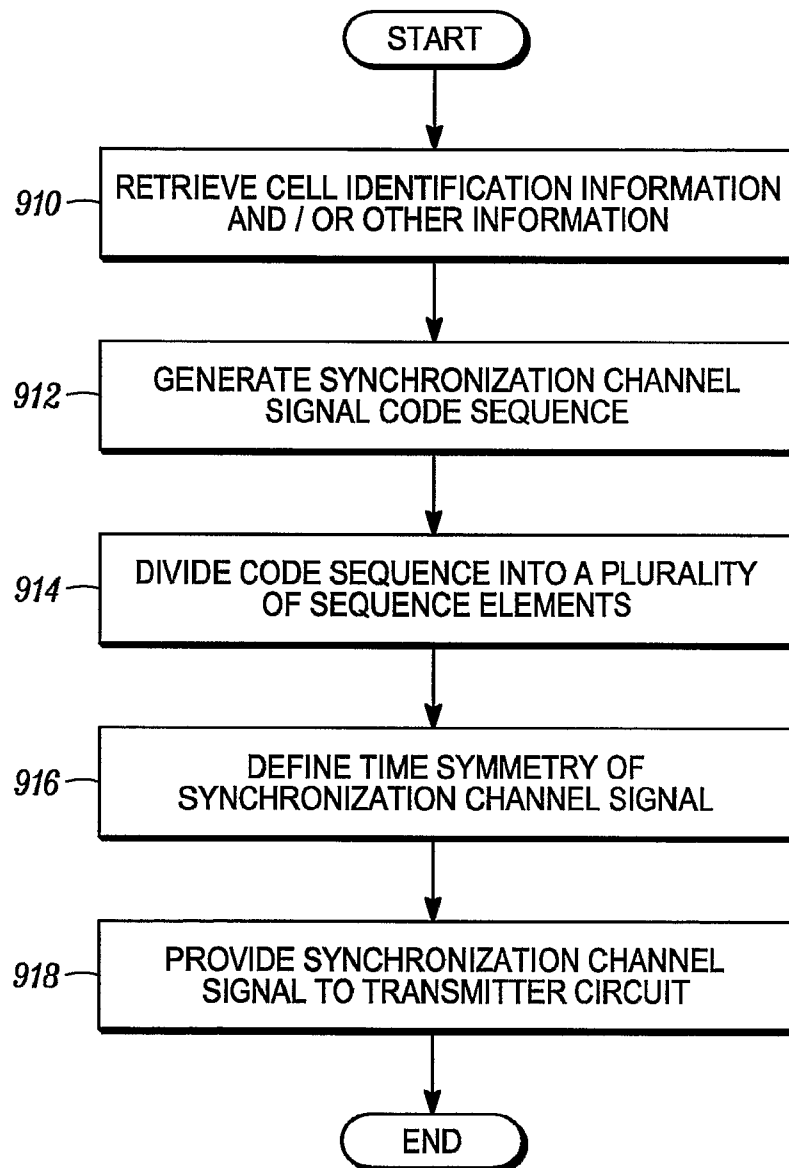 START
910
RETRIEVE CELL IDENTIFICATION INFORMATION
AND / OR OTHER INFORMATION
912
GENERATE SYNCHRONIZATION CHANNEL
SIGNAL CODE SEQUENCE
914
DIVIDE CODE SEQUENCE INTO A PLURALITY
OF SEQUENCE ELEMENTS
916
DEFINE TIME SYMMETRY OF
SYNCHRONIZATION CHANNEL SIGNAL
918
PROVIDE SYNCHRONIZATION CHANNEL
SIGNAL TO TRANSMITTER CIRCUIT
END